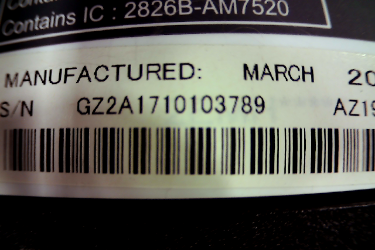 Contains IC : 2826B-AM7520
MANUFACTURED: MARCH 20
S/N GZ2A1710103789 AZ19